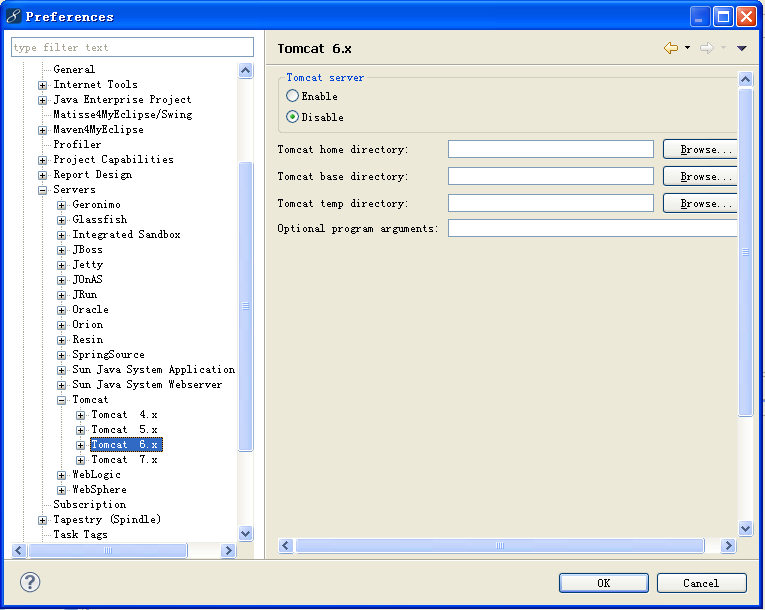 Preferences
type filter text
General
Internet Tools
Java Enterprise Project
Matisse4MyEclipse/Swing
Maven4MyEclipse
Profiler
Project Capabilities
Report Design
Servers
Geronimo
Glassfish
Integrated Sandbox
JBoss
Jetty
JOnAS
JRun
Oracle
Orion
Resin
SpringSource
Sun Java System Application
Sun Java System Webserver
Tomcat
Tomcat 4.x
Tomcat 5.x
Tomcat 6.x
Tomcat 7.x
WebLogic
WebSphere
Subscription
Tapestry (Spindle)
Task Tags
Tomcat 6.x
Tomcat server
Enable
Disable
Tomcat home directory: Browse...
Tomcat base directory: Browse...
Tomcat temp directory: Browse...
Optional program arguments:
? OK Cancel